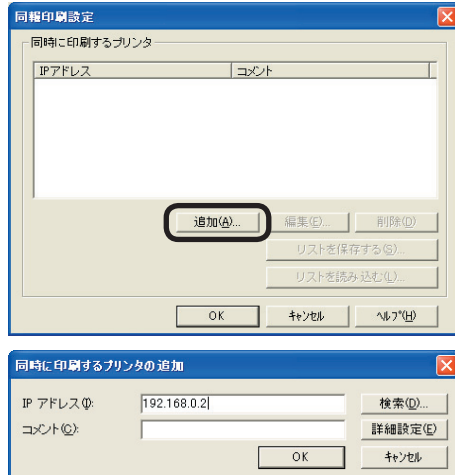 同報印刷設定
同時に印刷するプリンタ
IPアドレス コメント
追加(A)... 編集(E)... 削除(D)
リストを保存する(S)...
リストを読み込む(L)...
OK キャンセル ヘルプ(H)
同時に印刷するプリンタの追加
IP アドレス(I): 192.168.0.2 検索(D)...
コメント(C): 詳細設定(E)
OK キャンセル